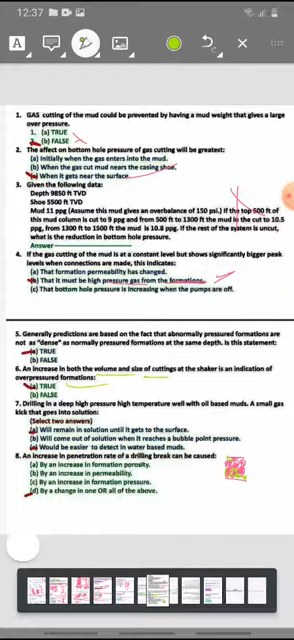 12:37
A
1. GAS cutting of the mud could be prevented by having a mud weight that gives a large
over pressure.
1. (a) TRUE
2. (b) FALSE
2. The affect on bottom hole pressure of gas cutting will be greatest:
(a) Initially when the gas enters into the mud.
(b) When the gas cut mud nears the casing shoe.
(c) When it gets near the surface.
3. Given the following data:
Depth 9850 ft TVD
Shoe 5500 ft TVD
Mud 11 ppg (Assume this mud gives an overbalance of 150 psi.) If the top 500 ft of
this mud column is cut to 9 ppg and from 500 ft to 1300 ft the mud is cut to 10.5
ppg, from 1300 ft to 1500 ft the mud is 10.8 ppg. If the rest of the system is uncut,
what is the reduction in bottom hole pressure.
Answer
4. If the gas cutting of the mud is at a constant level but shows significantly bigger peak
levels when connections are made, this indicates:
(a) That formation permeability has changed.
(b) That it must be high pressure gas from the formations.
(c) That bottom hole pressure is increasing when the pumps are off.
5. Generally predictions are based on the fact that abnormally pressured formations are
not as "dense" as normally pressured formations at the same depth. Is this statement:
(a) TRUE
(b) FALSE
6. An increase in both the volume and size of cuttings at the shaker is an indication of
overpressured formations:
(a) TRUE
(b) FALSE
7. Drilling in a deep high pressure high temperature well with oil based muds. A small gas
kick that goes into solution:
(Select two answers)
(a) Will remain in solution until it gets to the surface.
(b) Will come out of solution when it reaches a bubble point pressure.
(c) Would be easier to detect in water based muds.
8. An increase in penetration rate of a drilling break can be caused:
(a) By an increase in formation porosity.
(b) By an increase in permeability.
(c) By an increase in formation pressure.
(d) By a change in one OR all of the above.